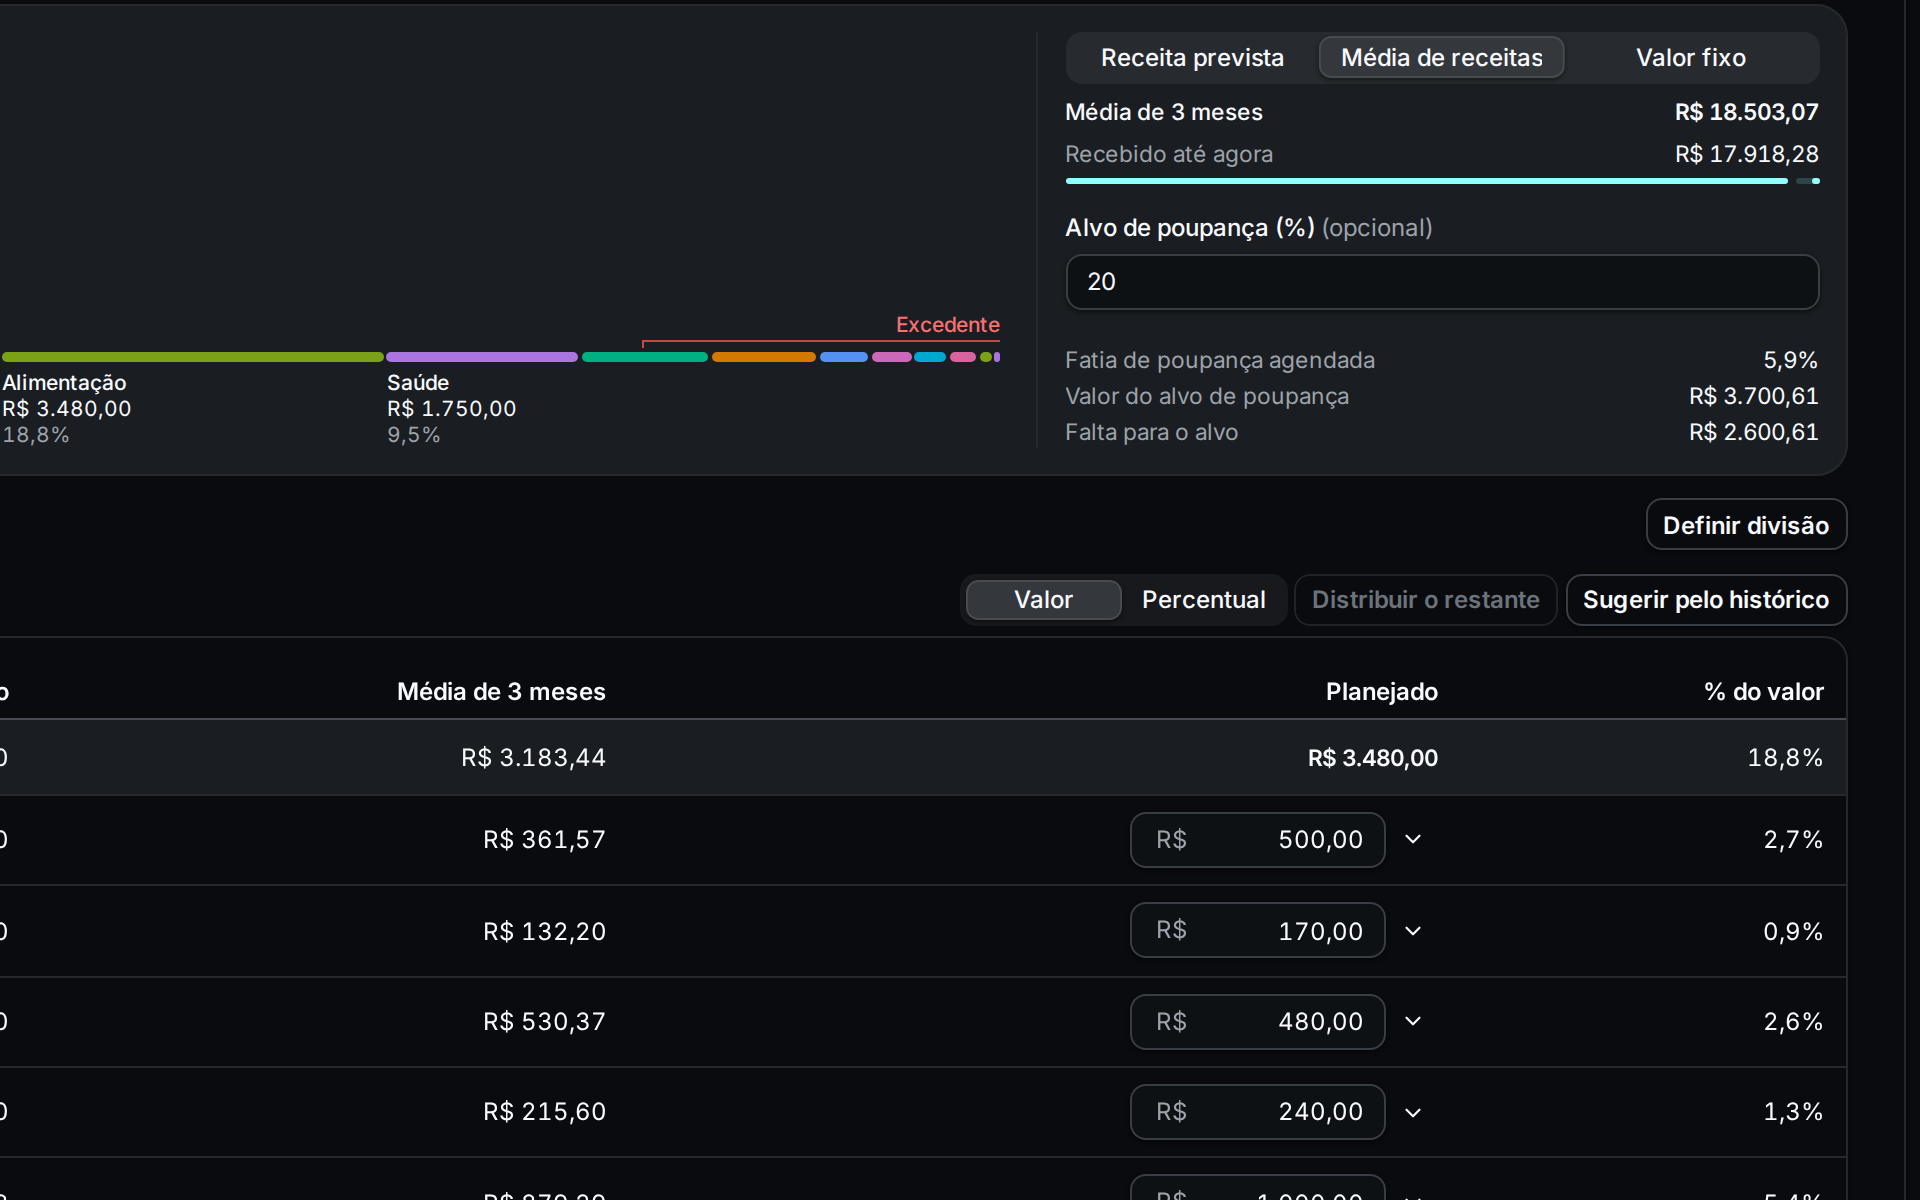 Receita prevista Média de receitas Valor fixo
Média de 3 meses R$ 18.503,07
Recebido até agora R$ 17.918,28
Alvo de poupança (%) (opcional)
20
Excedente
Alimentação Saúde
R$ 3.480,00 R$ 1.750,00
18,8% 9,5%
Fatia de poupança agendada 5,9%
Valor do alvo de poupança R$ 3.700,61
Falta para o alvo R$ 2.600,61
Definir divisão
Valor Percentual Distribuir o restante Sugerir pelo histórico
o Média de 3 meses Planejado % do valor
0 R$ 3.183,44 R$ 3.480,00 18,8%
0 R$ 361,57 R$ 500,00 2,7%
0 R$ 132,20 R$ 170,00 0,9%
0 R$ 530,37 R$ 480,00 2,6%
0 R$ 215,60 R$ 240,00 1,3%